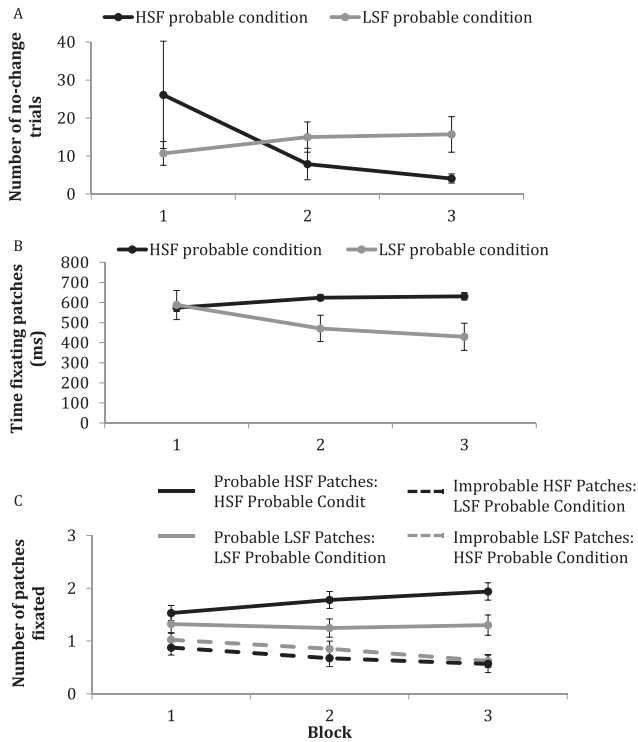 A
HSF probable condition
LSF probable condition
Number of no-change
trials
40
30
20
10
0
1
2
3
B
HSF probable condition
LSF probable condition
Time fixating patches
(ms)
800
700
600
500
400
300
200
100
0
1
2
3
C
Probable HSF Patches:
HSF Probable Condit
Improbable HSF Patches:
LSF Probable Condition
Probable LSF Patches:
LSF Probable Condition
Improbable LSF Patches:
HSF Probable Condition
Number of patches
fixated
3
2
1
0
1
2
3
Block